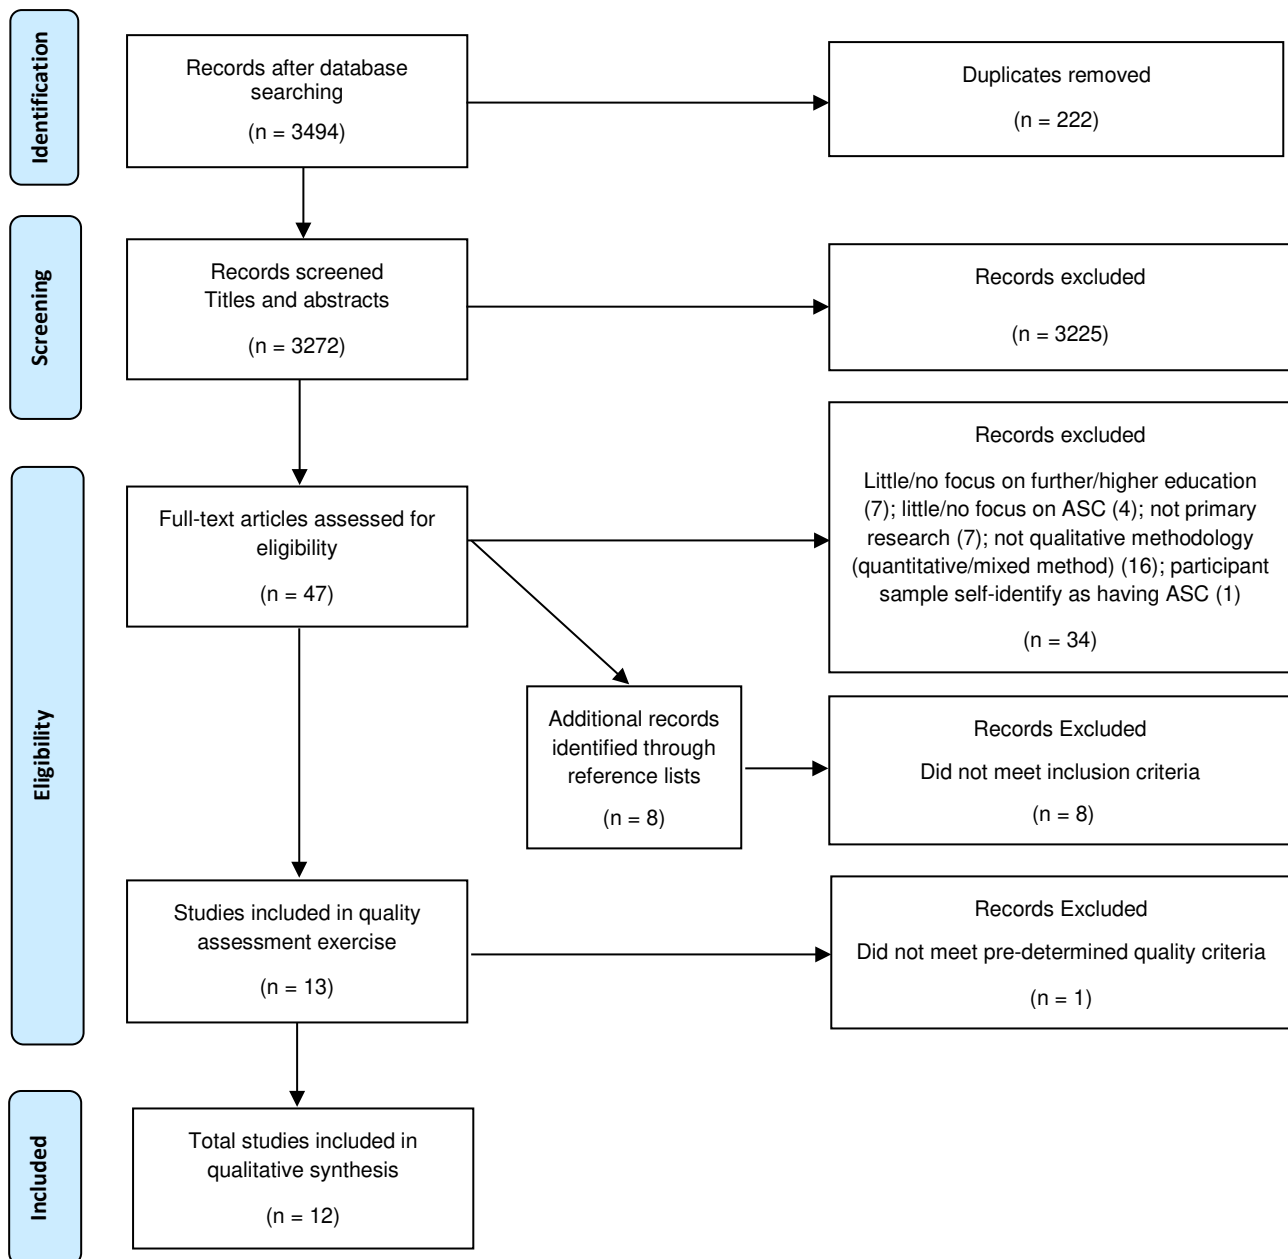 Identification
Records after database
searching
(n = 3494)
Duplicates removed
(n = 222)
Screening
Records screened
Titles and abstracts
(n = 3272)
Records excluded
(n = 3225)
Eligibility
Full-text articles assessed for
eligibility
(n = 47)
Records excluded
Little/no focus on further/higher education
(7); little/no focus on ASC (4); not primary
research (7); not qualitative methodology
(quantitative/mixed method) (16); participant
sample self-identify as having ASC (1)
(n = 34)
Additional records
identified through
reference lists
(n = 8)
Records Excluded
Did not meet inclusion criteria
(n = 8)
Studies included in quality
assessment exercise
(n = 13)
Records Excluded
Did not meet pre-determined quality criteria
(n = 1)
Included
Total studies included in
qualitative synthesis
(n = 12)